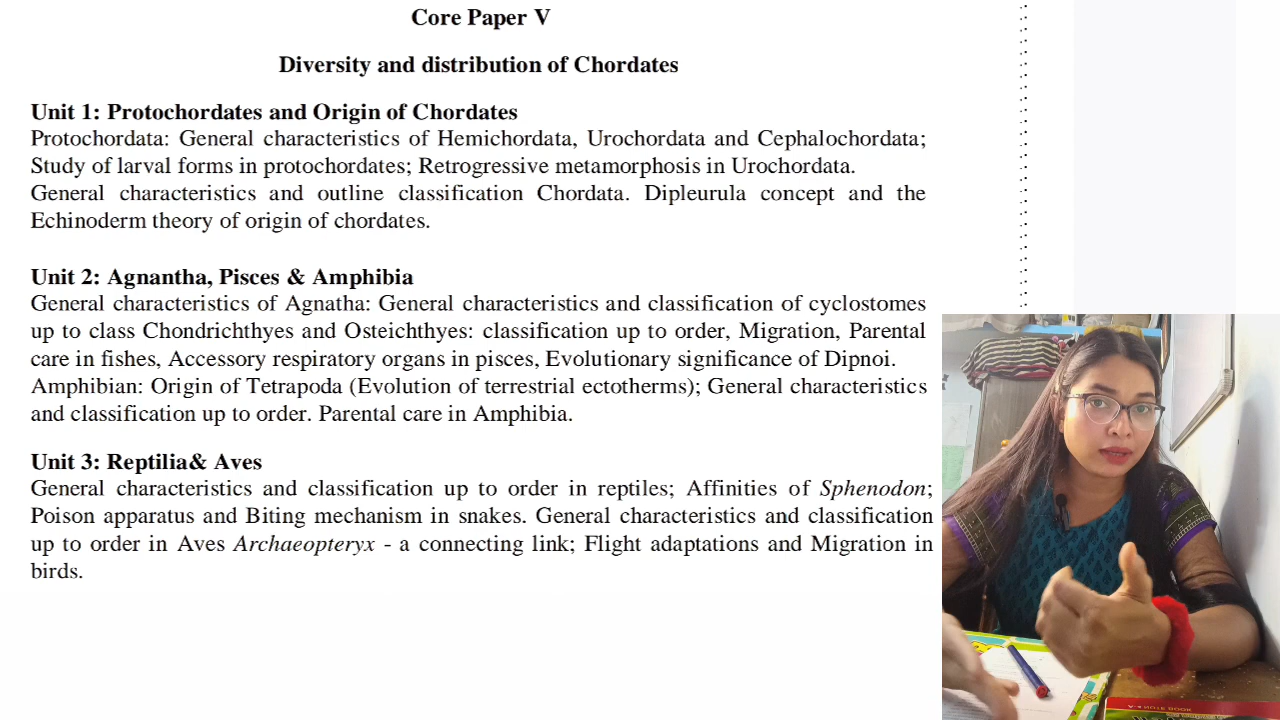 Core Paper V
Diversity and distribution of Chordates
Unit 1: Protochordates and Origin of Chordates
Protochordata: General characteristics of Hemichordata, Urochordata and Cephalochordata;
Study of larval forms in protochordates; Retrogressive metamorphosis in Urochordata.
General characteristics and outline classification Chordata. Dipleurula concept and the
Echinoderm theory of origin of chordates.
Unit 2: Agnantha, Pisces & Amphibia
General characteristics of Agnatha: General characteristics and classification of cyclostomes
up to class Chondrichthyes and Osteichthyes: classification up to order, Migration, Parental
care in fishes, Accessory respiratory organs in pisces, Evolutionary significance of Dipnoi.
Amphibian: Origin of Tetrapoda (Evolution of terrestrial ectotherms); General characteristics
and classification up to order. Parental care in Amphibia.
Unit 3: Reptilia& Aves
General characteristics and classification up to order in reptiles; Affinities of Sphenodon;
Poison apparatus and Biting mechanism in snakes. General characteristics and classification
up to order in Aves Archaeopteryx - a connecting link; Flight adaptations and Migration in
birds.